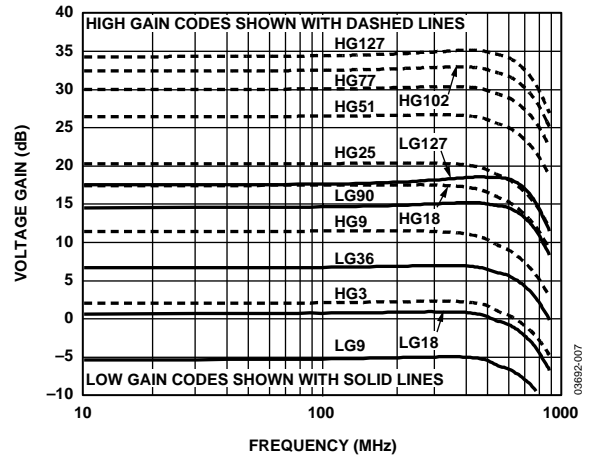 HIGH GAIN CODES SHOWN WITH DASHED LINES
40
35
30
25
20
15
10
5
0
–5
–10
VOLTAGE GAIN (dB)
HG127
HG77
HG102
HG51
LG127
HG25
LG90
HG18
HG9
LG36
HG3
LG9
LG18
LOW GAIN CODES SHOWN WITH SOLID LINES
10
100
1000
FREQUENCY (MHz)
03692-007